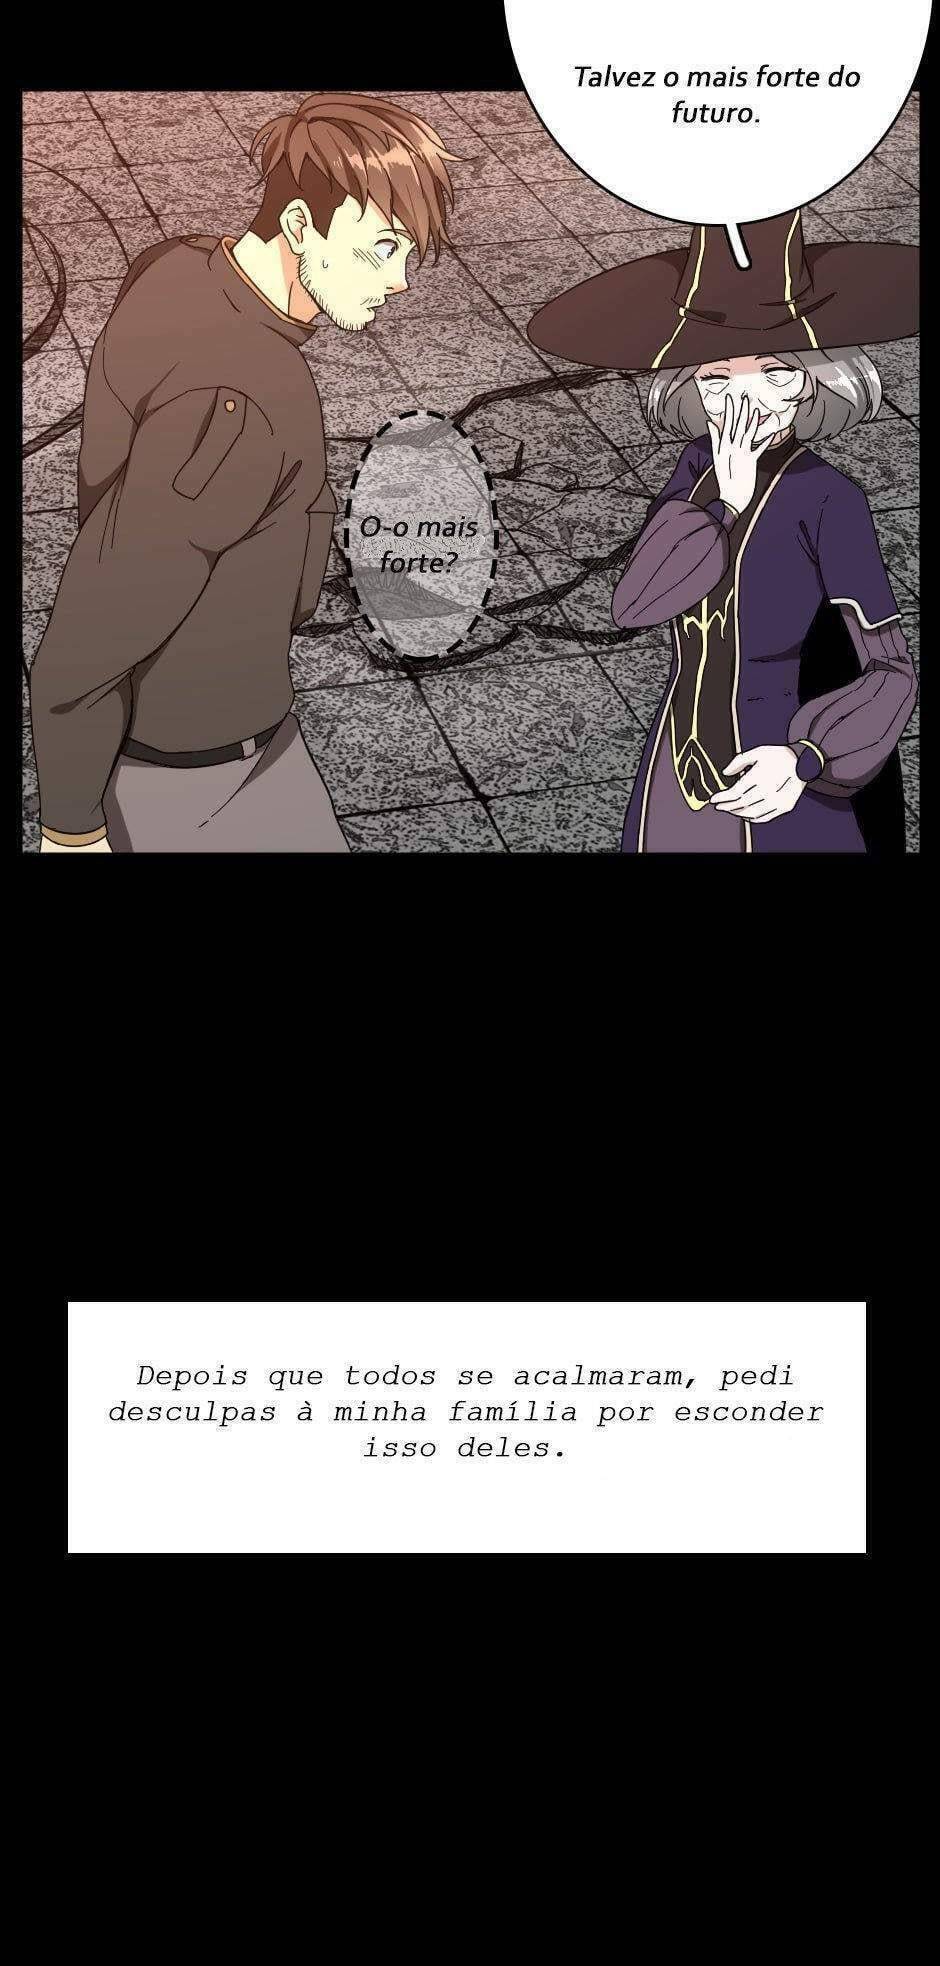 Talvez o mais forte do
futuro.
O-o mais
forte?
Depois que todos se acalmaram, pedi
desculpas à minha família por esconder
isso deles.